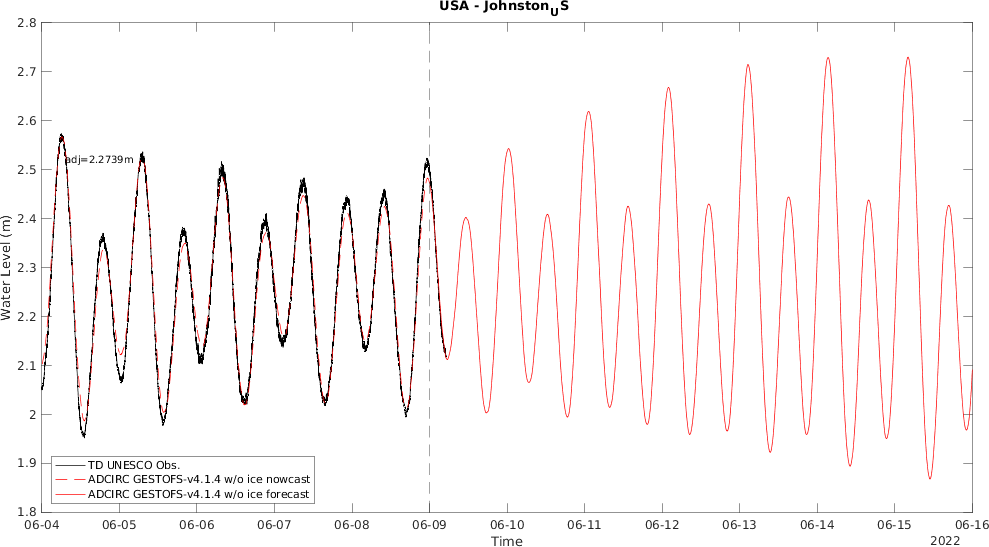 USA - Johnston_US
2.8
2.7
2.6
2.5
2.4
2.3
2.2
2.1
2
1.9
1.8
Water Level (m)
adj=2.2739m
TD UNESCO Obs.
ADCIRC GESTOFS-v4.1.4 w/o ice nowcast
ADCIRC GESTOFS-v4.1.4 w/o ice forecast
06-04 06-05 06-06 06-07 06-08 06-09 06-10 06-11 06-12 06-13 06-14 06-15 06-16
Time
2022